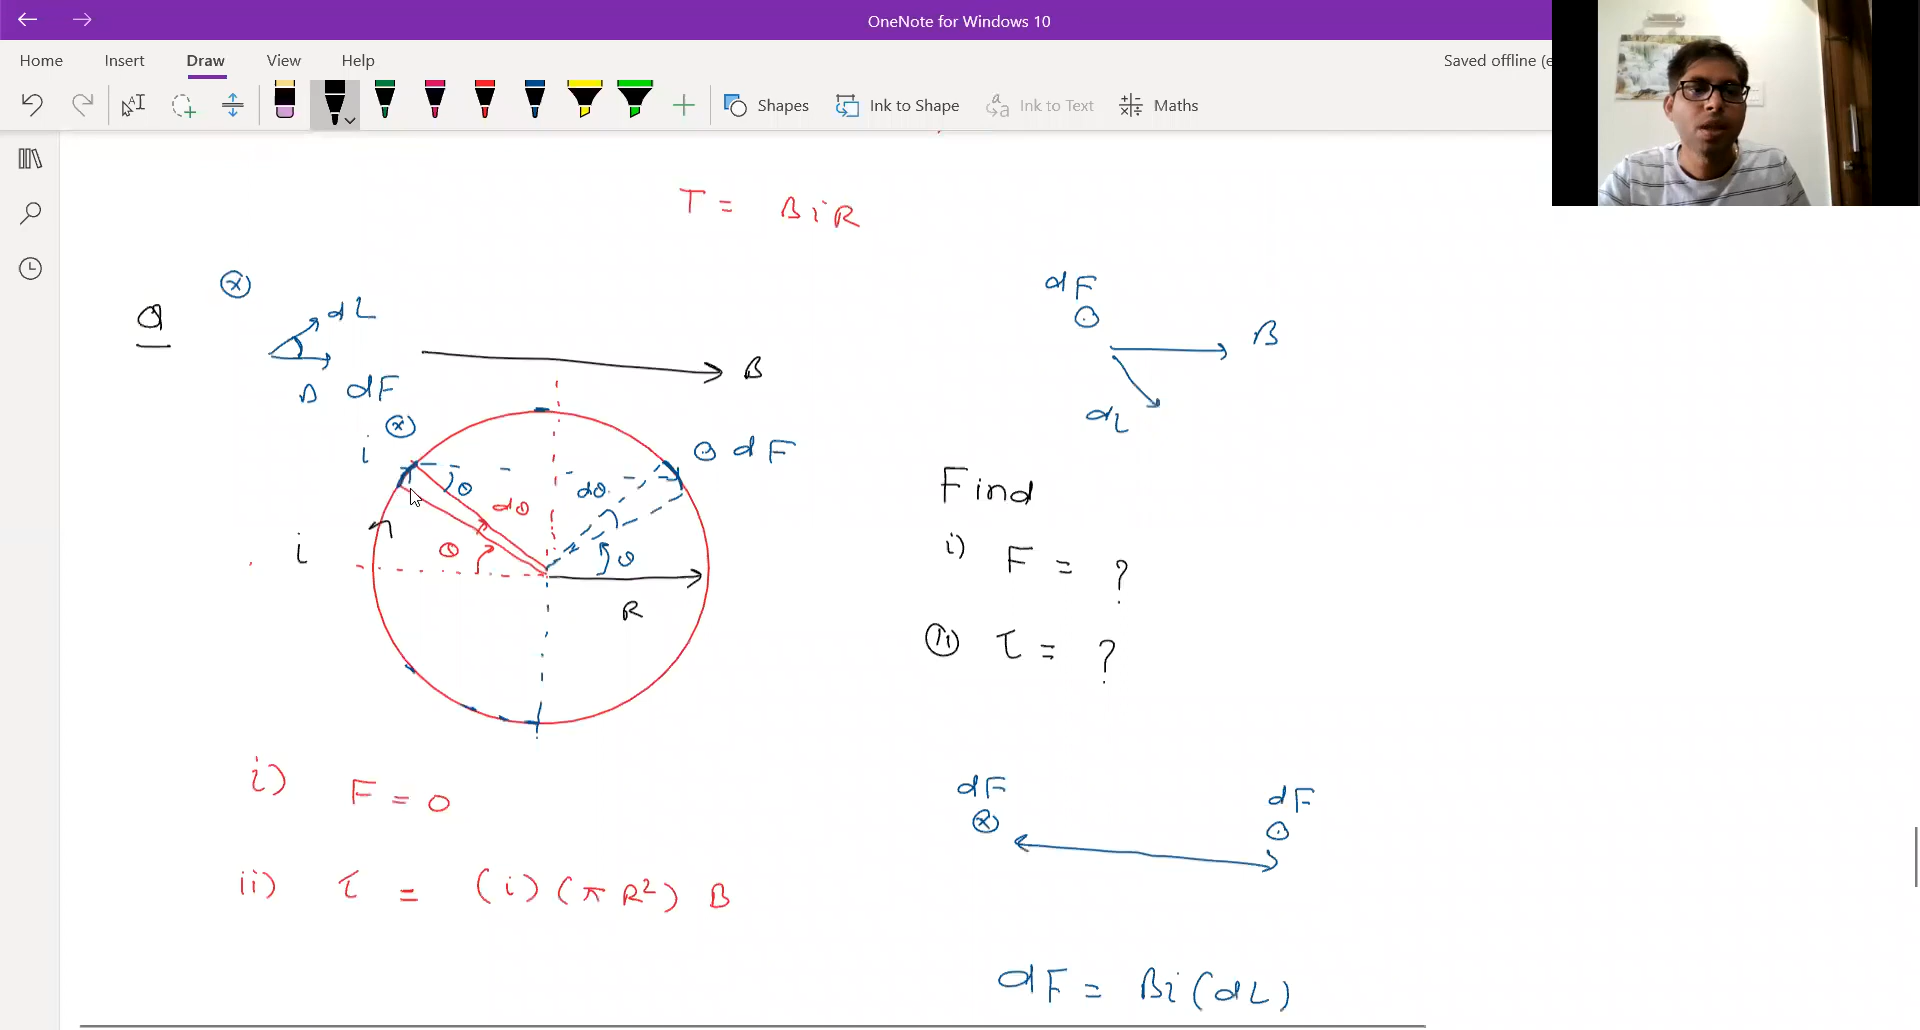 OneNote for Windows 10
Home Insert Draw View Help
Saved offline (e
Shapes Ink to Shape Ink to Text Maths
T = BiR
Q
dL
B
dF
i
dF
θ
dθ
dθ
θ
θ
i
R
B
dF
B
dL
Find
i) F = ?
(ii) τ = ?
i) F = 0
ii) τ = (i) (π R²) B
dF
dF
dF = Bi(dL)